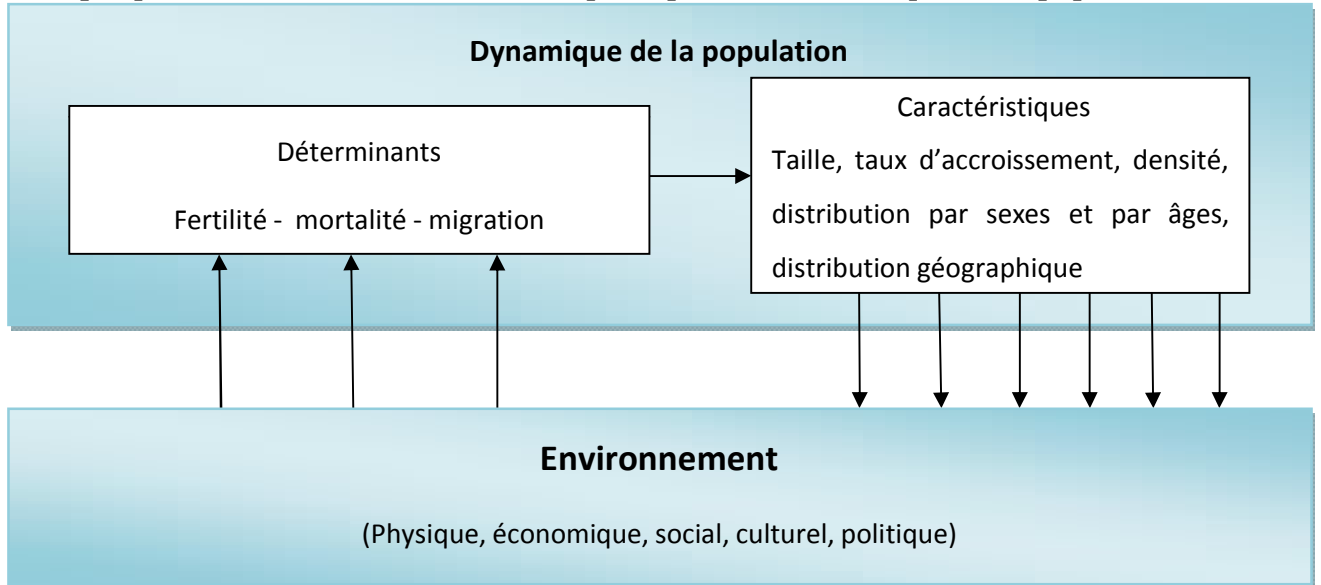 Dynamique de la population
Déterminants
Fertilité - mortalité - migration
Caractéristiques
Taille, taux d'accroissement, densité,
distribution par sexes et par âges,
distribution géographique
Environnement
(Physique, économique, social, culturel, politique)